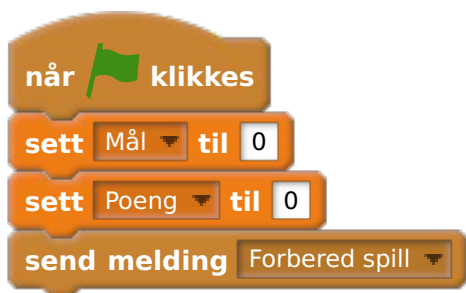 når klikkes
sett Mål til 0
sett Poeng til 0
send melding Forbered spill